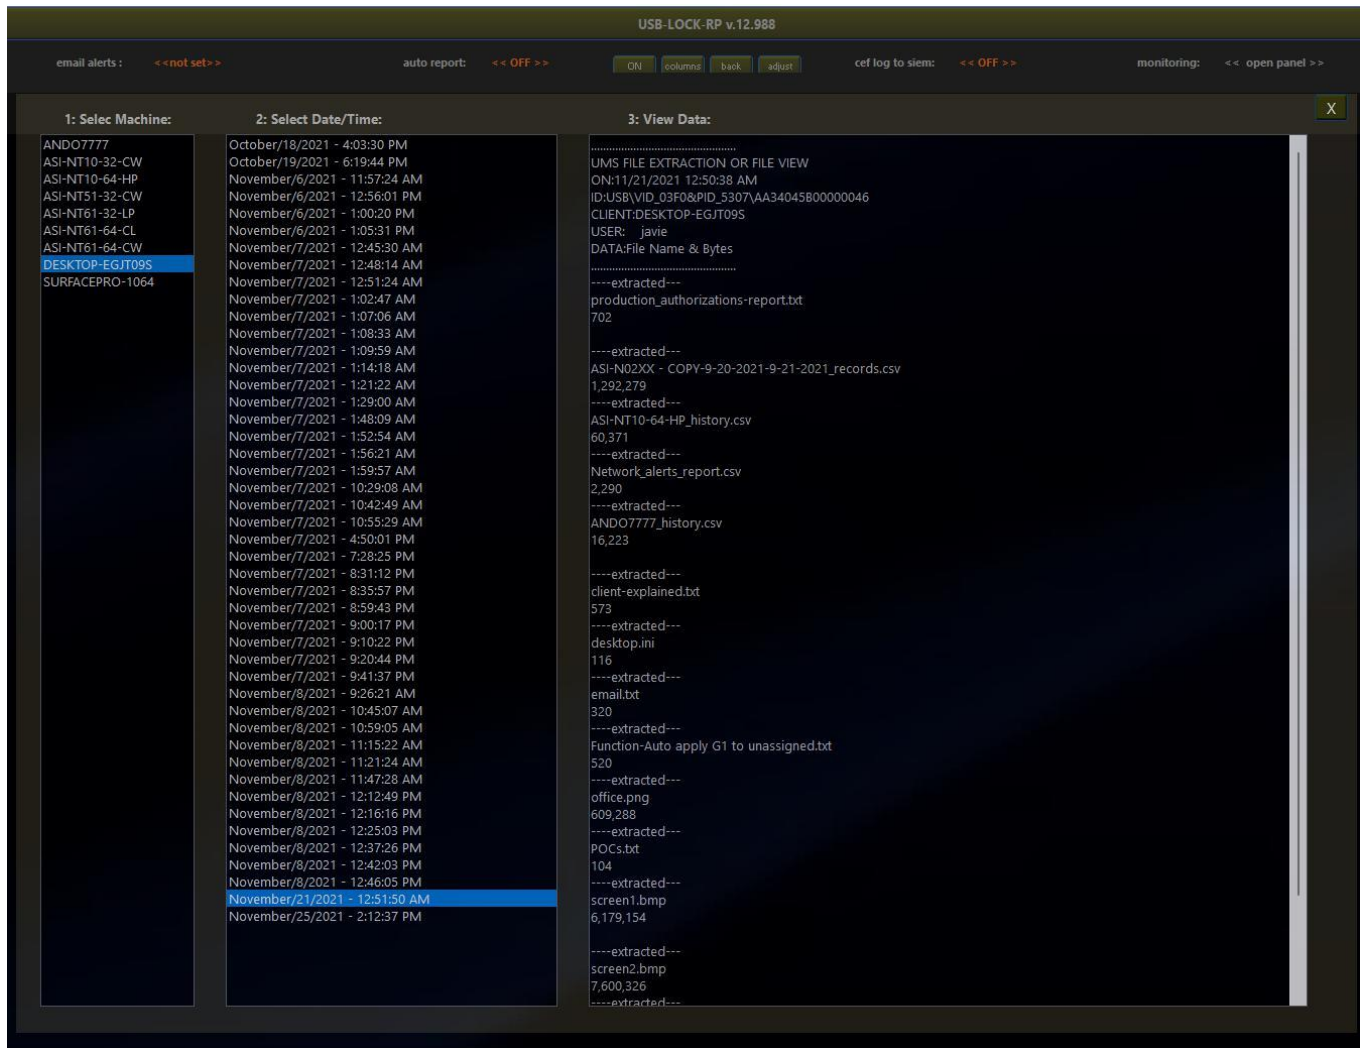 USB-LOCK-RP v.12.988
email alerts : <<not set>> auto report: << OFF >> ON columns back adjust cef log to siem: << OFF >> monitoring: << open panel >>
X
1: Selec Machine:
ANDO7777
ASI-NT10-32-CW
ASI-NT10-64-HP
ASI-NT51-32-CW
ASI-NT61-32-LP
ASI-NT61-64-CL
ASI-NT61-64-CW
DESKTOP-EGJT09S
SURFACEPRO-1064
2: Select Date/Time:
October/18/2021 - 4:03:30 PM
October/19/2021 - 6:19:44 PM
November/6/2021 - 11:57:24 AM
November/6/2021 - 12:56:01 PM
November/6/2021 - 1:00:20 PM
November/6/2021 - 1:05:31 PM
November/7/2021 - 12:45:30 AM
November/7/2021 - 12:48:14 AM
November/7/2021 - 12:51:24 AM
November/7/2021 - 1:02:47 AM
November/7/2021 - 1:07:06 AM
November/7/2021 - 1:08:33 AM
November/7/2021 - 1:09:59 AM
November/7/2021 - 1:14:18 AM
November/7/2021 - 1:21:22 AM
November/7/2021 - 1:29:00 AM
November/7/2021 - 1:48:09 AM
November/7/2021 - 1:52:54 AM
November/7/2021 - 1:56:21 AM
November/7/2021 - 1:59:57 AM
November/7/2021 - 10:29:08 AM
November/7/2021 - 10:42:49 AM
November/7/2021 - 10:55:29 AM
November/7/2021 - 4:50:01 PM
November/7/2021 - 7:28:25 PM
November/7/2021 - 8:31:12 PM
November/7/2021 - 8:35:57 PM
November/7/2021 - 8:59:43 PM
November/7/2021 - 9:00:17 PM
November/7/2021 - 9:10:22 PM
November/7/2021 - 9:20:44 PM
November/7/2021 - 9:41:37 PM
November/8/2021 - 9:26:21 AM
November/8/2021 - 10:45:07 AM
November/8/2021 - 10:59:05 AM
November/8/2021 - 11:15:22 AM
November/8/2021 - 11:21:24 AM
November/8/2021 - 11:47:28 AM
November/8/2021 - 12:12:49 PM
November/8/2021 - 12:16:16 PM
November/8/2021 - 12:25:03 PM
November/8/2021 - 12:37:26 PM
November/8/2021 - 12:42:03 PM
November/8/2021 - 12:46:05 PM
November/21/2021 - 12:51:50 AM
November/25/2021 - 2:12:37 PM
3: View Data:
................................................
UMS FILE EXTRACTION OR FILE VIEW
ON:11/21/2021 12:50:38 AM
ID:USB\VID_03F0&PID_5307\AA34045B00000046
CLIENT:DESKTOP-EGJT09S
USER: javie
DATA:File Name & Bytes
................................................
----extracted---
production_authorizations-report.txt
702
----extracted---
ASI-N02XX - COPY-9-20-2021-9-21-2021_records.csv
1,292,279
----extracted---
ASI-NT10-64-HP_history.csv
60,371
----extracted---
Network_alerts_report.csv
2,290
----extracted---
ANDO7777_history.csv
16,223
----extracted---
client-explained.txt
573
----extracted---
desktop.ini
116
----extracted---
email.txt
320
----extracted---
Function-Auto apply G1 to unassigned.txt
520
----extracted---
office.png
609,288
----extracted---
POCs.txt
104
----extracted---
screen1.bmp
6,179,154
----extracted---
screen2.bmp
7,600,326
----extracted---